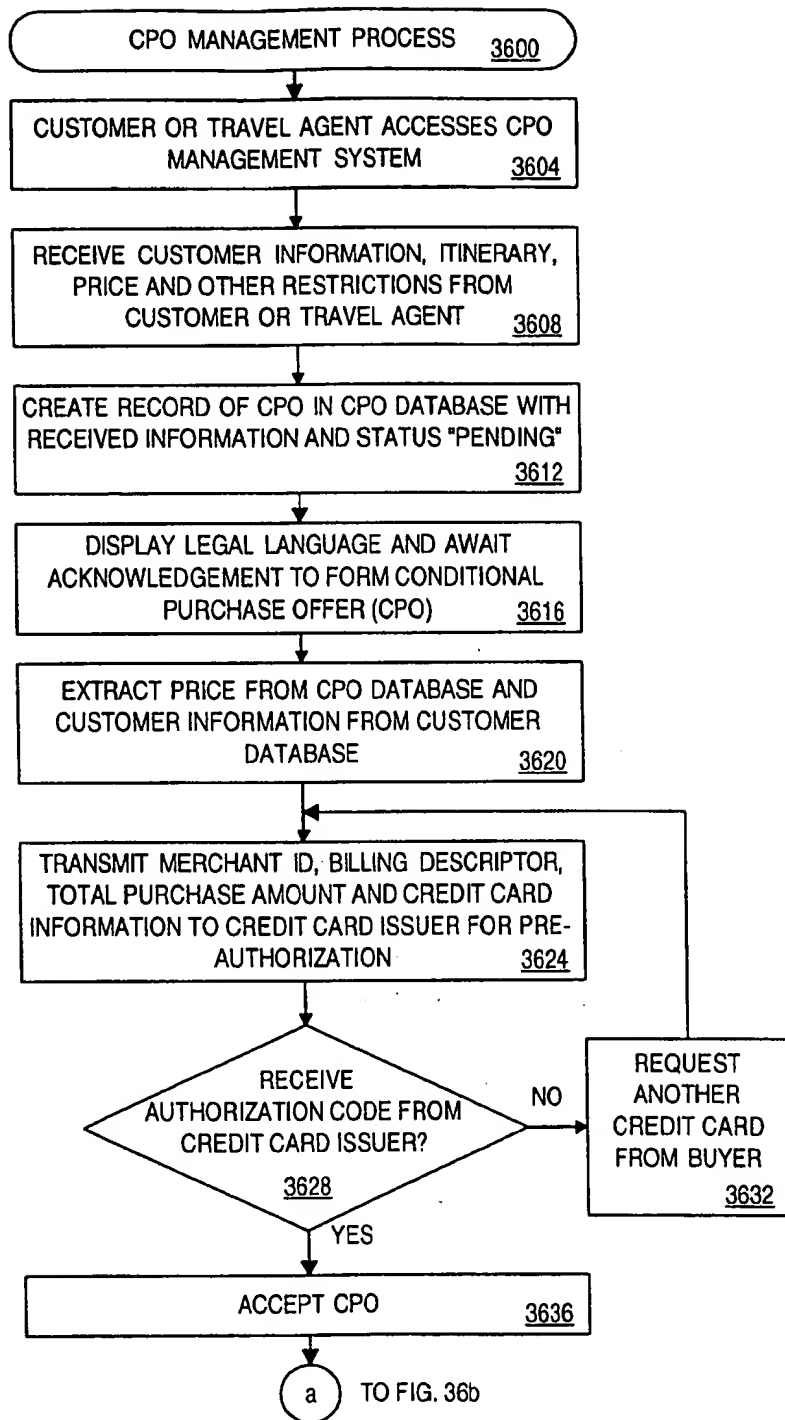 CPO MANAGEMENT PROCESS 3600
CUSTOMER OR TRAVEL AGENT ACCESSES CPO
MANAGEMENT SYSTEM 3604
RECEIVE CUSTOMER INFORMATION, ITINERARY,
PRICE AND OTHER RESTRICTIONS FROM
CUSTOMER OR TRAVEL AGENT 3608
CREATE RECORD OF CPO IN CPO DATABASE WITH
RECEIVED INFORMATION AND STATUS "PENDING"
3612
DISPLAY LEGAL LANGUAGE AND AWAIT
ACKNOWLEDGEMENT TO FORM CONDITIONAL
PURCHASE OFFER (CPO) 3616
EXTRACT PRICE FROM CPO DATABASE AND
CUSTOMER INFORMATION FROM CUSTOMER
DATABASE 3620
TRANSMIT MERCHANT ID, BILLING DESCRIPTOR,
TOTAL PURCHASE AMOUNT AND CREDIT CARD
INFORMATION TO CREDIT CARD ISSUER FOR PRE-
AUTHORIZATION 3624
RECEIVE
AUTHORIZATION CODE FROM
CREDIT CARD ISSUER?
3628
NO
REQUEST
ANOTHER
CREDIT CARD
FROM BUYER
3632
YES
ACCEPT CPO 3636
a TO FIG. 36b